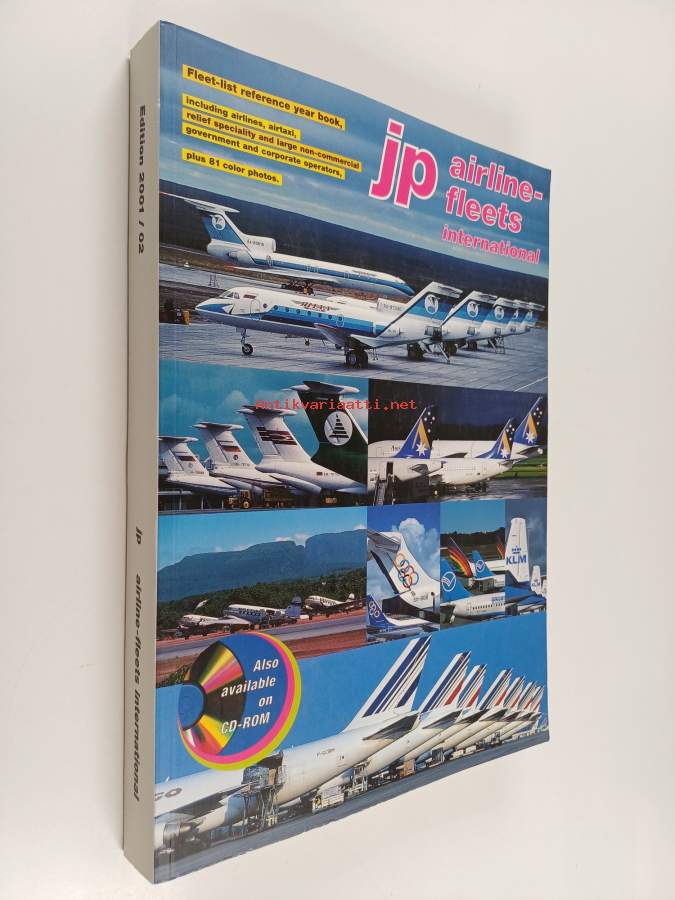 Edition 2001 / 02
jp airline-fleets international
Fleet-list reference year book,
including airlines, airtaxi,
relief speciality and large non-commercial
government and corporate operators,
plus 81 color photos.
jp airline-
fleets
international
Antikvariaatti.net
KLM
Also
available
on
CD-ROM